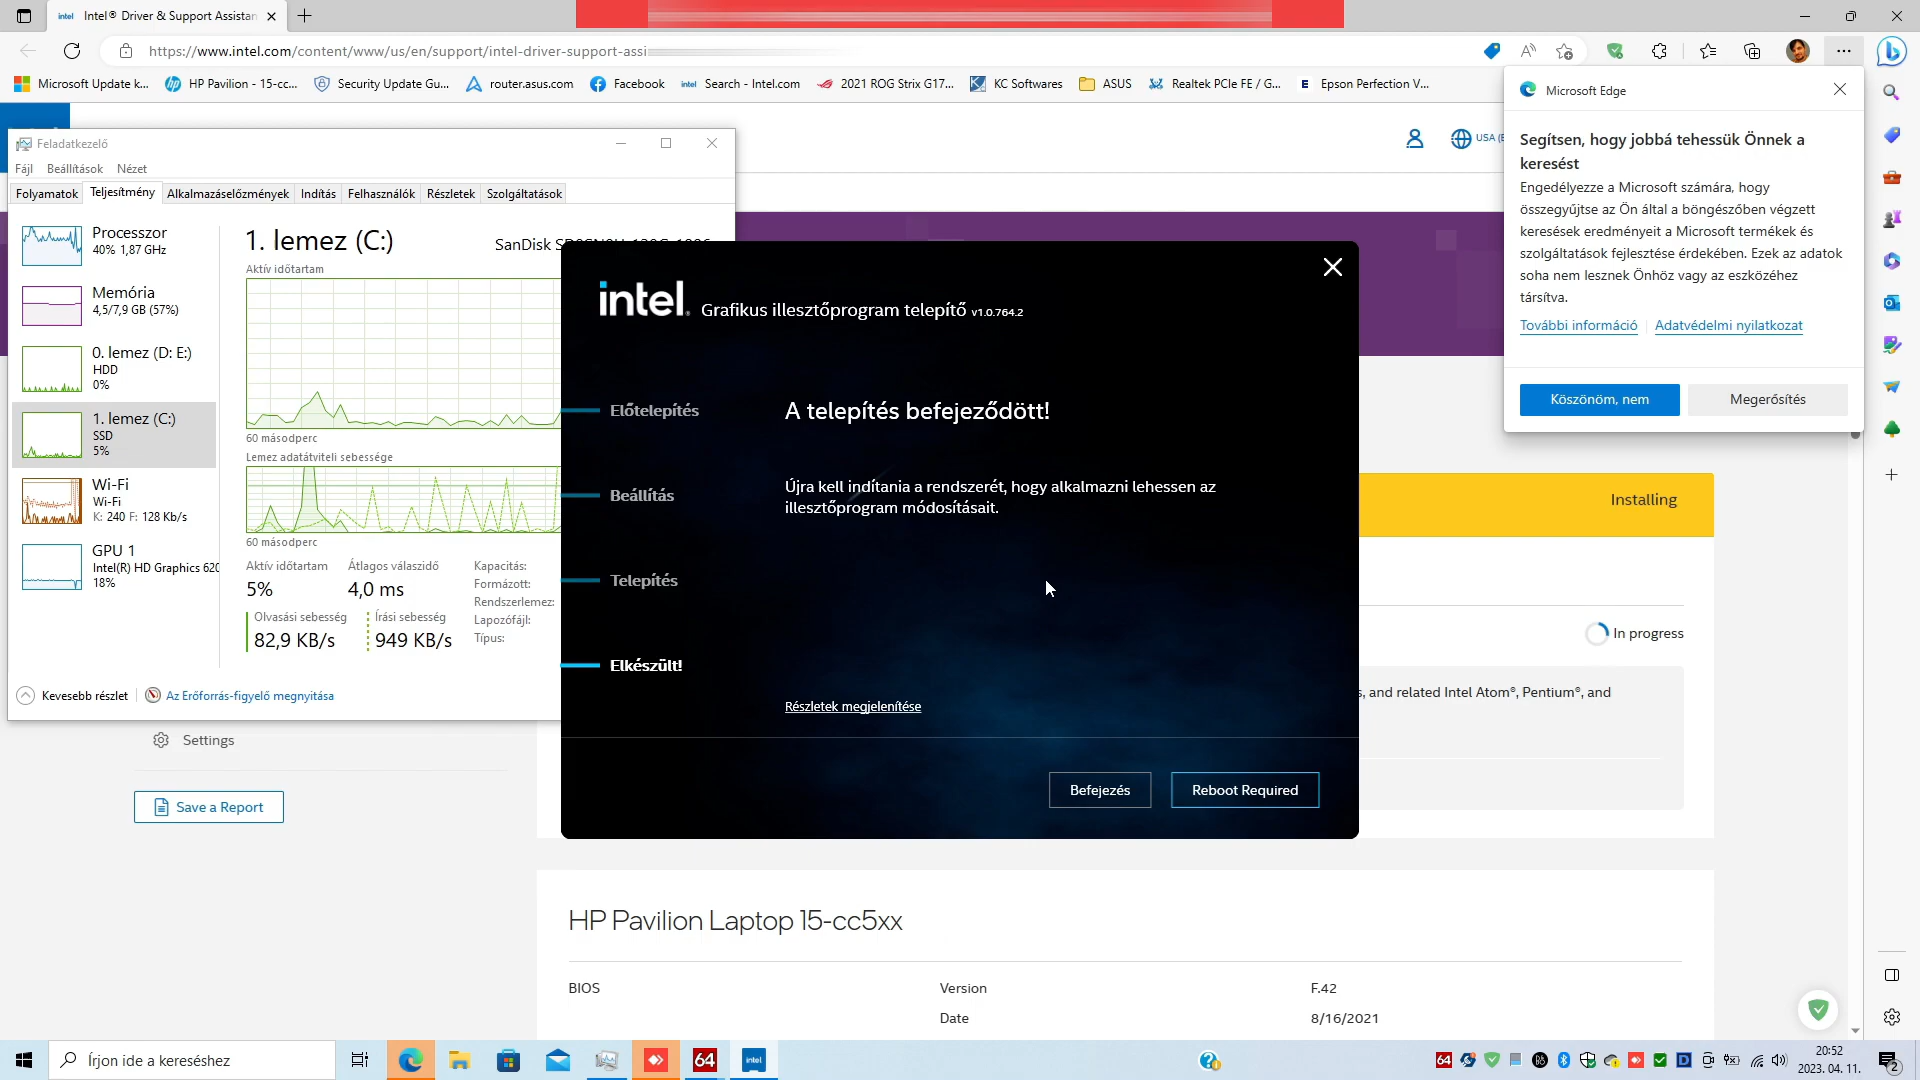 intel Intel® Driver & Support Assistan
https://www.intel.com/content/www/us/en/support/intel-driver-support-assi
Microsoft Update k...
HP Pavilion - 15-cc...
Security Update Gu...
router.asus.com
Facebook
intel Search - Intel.com
2021 ROG Strix G17...
KC Softwares
ASUS
Realtek PCIe FE / G...
E Epson Perfection V...
USA (E
Microsoft Edge
Segítsen, hogy jobbá tehessük Önnek a
keresést
Engedélyezze a Microsoft számára, hogy
összegyűjtse az Ön által a böngészőben végzett
keresések eredményeit a Microsoft termékek és
szolgáltatások fejlesztése érdekében. Ezek az adatok
soha nem lesznek Önhöz vagy az eszközéhez
társítva.
További információ
Adatvédelmi nyilatkozat
Köszönöm, nem
Megerősítés
Feladatkezelő
Fájl Beállítások Nézet
Folyamatok Teljesítmény Alkalmazáselőzmények Indítás Felhasználók Részletek Szolgáltatások
Processzor
40% 1,87 GHz
Memória
4,5/7,9 GB (57%)
0. lemez (D: E:)
HDD
0%
1. lemez (C:)
SSD
5%
Wi-Fi
Wi-Fi
K: 240 F: 128 Kb/s
GPU 1
Intel(R) HD Graphics 620
18%
1. lemez (C:)
SanDisk
Aktív időtartam
60 másodperc
Lemez adatátviteli sebessége
60 másodperc
Aktív időtartam
5%
Átlagos válaszidő
4,0 ms
Olvasási sebesség
82,9 KB/s
Írási sebesség
949 KB/s
Kapacitás:
Formázott:
Rendszerlemez:
Lapozófájl:
Típus:
Kevesebb részlet
Az Erőforrás-figyelő megnyitása
intel. Grafikus illesztőprogram telepítő v1.0.764.2
Előtelepítés
Beállítás
Telepítés
Elkészült!
A telepítés befejeződött!
Újra kell indítania a rendszerét, hogy alkalmazni lehessen az
illesztőprogram módosításait.
Részletek megjelenítése
Befejezés
Reboot Required
Installing
In progress
s, and related Intel Atom®, Pentium®, and
Settings
Save a Report
HP Pavilion Laptop 15-cc5xx
BIOS
Version
F.42
Date
8/16/2021
Írjon ide a kereséshez
64
intel
64
20:52
2023. 04. 11.
2